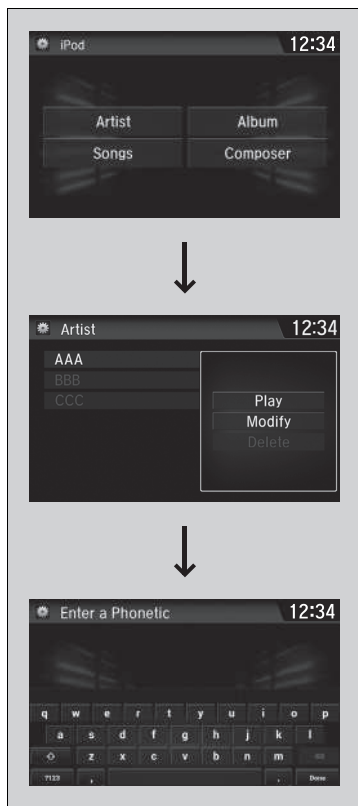 iPod 12:34
Artist Album
Songs Composer
Artist 12:34
AAA
BBB
CCC
Play
Modify
Delete
Enter a Phonetic 12:34
q w e r t y u i o p
a s d f g h j k l
z x c v b n m
?123 , . Done